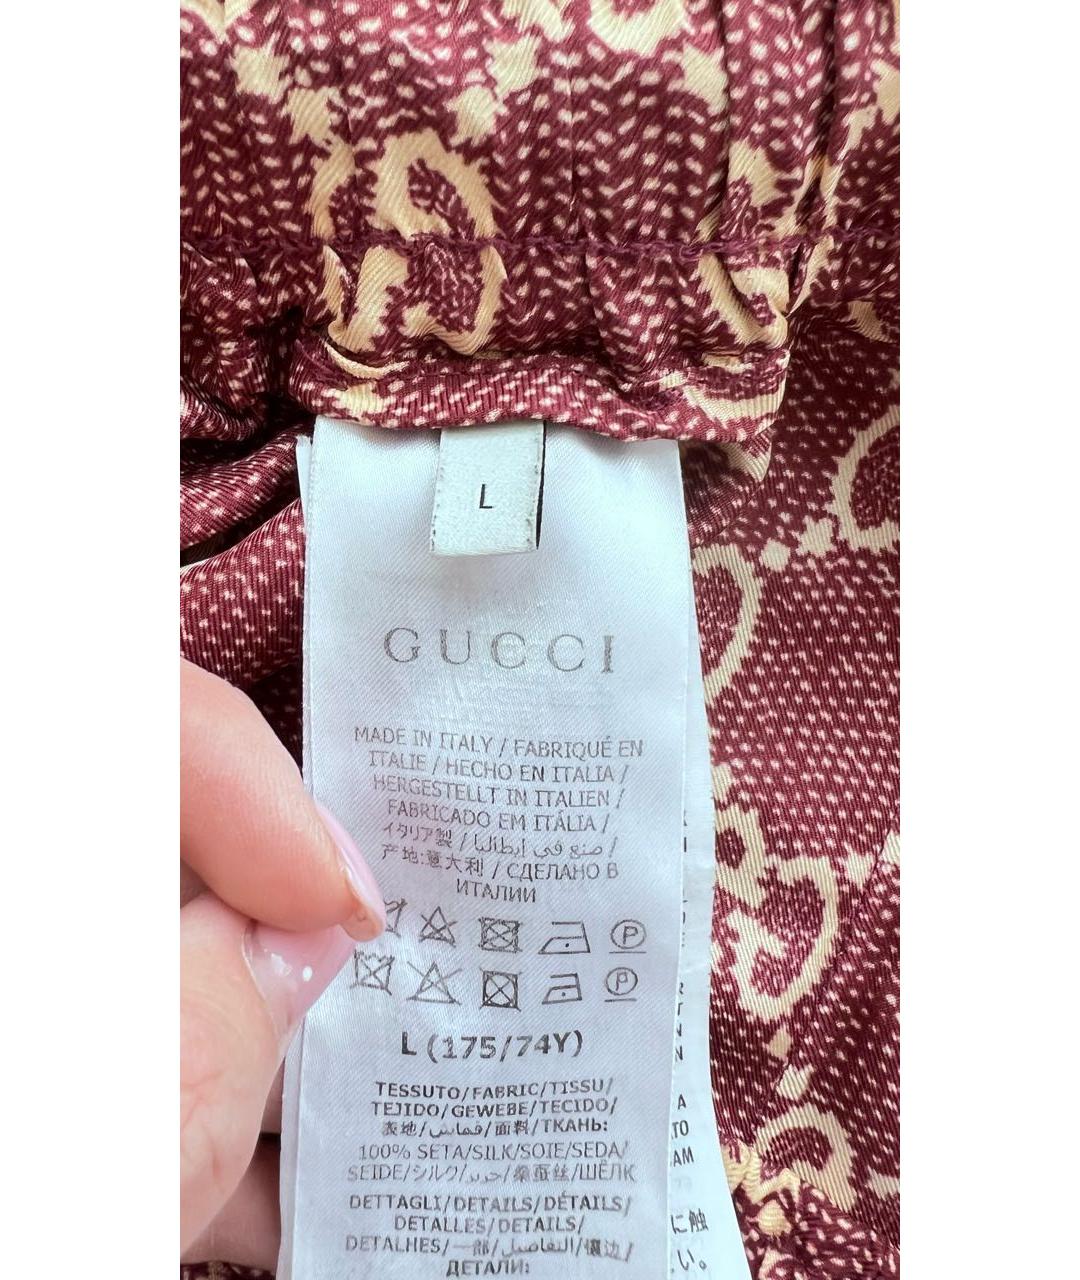 L
GUCCI
MADE IN ITALY / FABRIQUÉ EN
ITALIE / HECHO EN ITALIA /
HERGESTELLT IN ITALIEN /
FABRICADO EM ITÁLIA /
イタリア製 / صنع في إيطاليا /
产地:意大利 / СДЕЛАНО В
ИТАЛИИ
P
P
L (175/74Y)
TESSUTO/FABRIC/TISSU/
TEJIDO/GEWEBE/TECIDO/
表地/قماش/面料/ТКАНЬ:
100% SETA/SILK/SOIE/SEDA/
SEIDE/シルク/حرير/桑蚕丝/ШЁЛК
DETTAGLI/DETAILS/DÉTAILS/
DETALLES/DETAILS/
DETALHES/一部/التفاصيل/镶边/
ДЕТАЛИ: